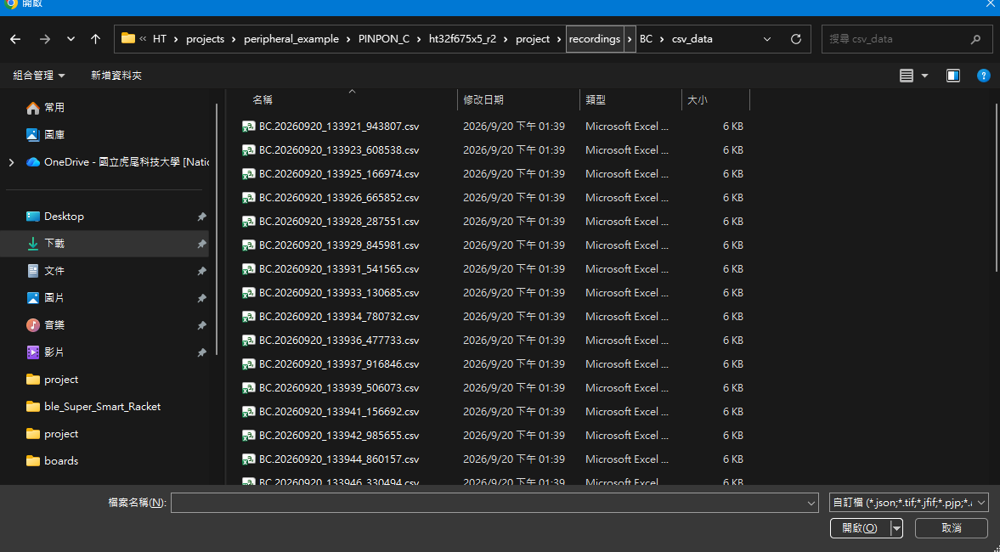 開啟
« HT › projects › peripheral_example › PINPON_C › ht32f675x5_r2 › project › recordings › BC › csv_data
搜尋 csv_data
組合管理 新增資料夾
常用
圖庫
OneDrive - 國立虎尾科技大學 [Natio
Desktop
下載
文件
圖片
音樂
影片
project
ble_Super_Smart_Racket
project
boards
名稱 修改日期 類型 大小
BC.20260920_133921_943807.csv 2026/9/20 下午 01:39 Microsoft Excel ... 6 KB
BC.20260920_133923_608538.csv 2026/9/20 下午 01:39 Microsoft Excel ... 6 KB
BC.20260920_133925_166974.csv 2026/9/20 下午 01:39 Microsoft Excel ... 6 KB
BC.20260920_133926_665852.csv 2026/9/20 下午 01:39 Microsoft Excel ... 6 KB
BC.20260920_133928_287551.csv 2026/9/20 下午 01:39 Microsoft Excel ... 6 KB
BC.20260920_133929_845981.csv 2026/9/20 下午 01:39 Microsoft Excel ... 6 KB
BC.20260920_133931_541565.csv 2026/9/20 下午 01:39 Microsoft Excel ... 6 KB
BC.20260920_133933_130685.csv 2026/9/20 下午 01:39 Microsoft Excel ... 6 KB
BC.20260920_133934_780732.csv 2026/9/20 下午 01:39 Microsoft Excel ... 6 KB
BC.20260920_133936_477733.csv 2026/9/20 下午 01:39 Microsoft Excel ... 6 KB
BC.20260920_133937_916846.csv 2026/9/20 下午 01:39 Microsoft Excel ... 6 KB
BC.20260920_133939_506073.csv 2026/9/20 下午 01:39 Microsoft Excel ... 6 KB
BC.20260920_133941_156692.csv 2026/9/20 下午 01:39 Microsoft Excel ... 6 KB
BC.20260920_133942_985655.csv 2026/9/20 下午 01:39 Microsoft Excel ... 6 KB
BC.20260920_133944_860157.csv 2026/9/20 下午 01:39 Microsoft Excel ... 6 KB
BC.20260920_133946_330494.csv 2026/9/20 下午 01:39 Microsoft Excel ... 6 KB
檔案名稱(N):
自訂檔 (*.json;*.tif;*.jfif;*.pjp;*.
開啟(O) 取消